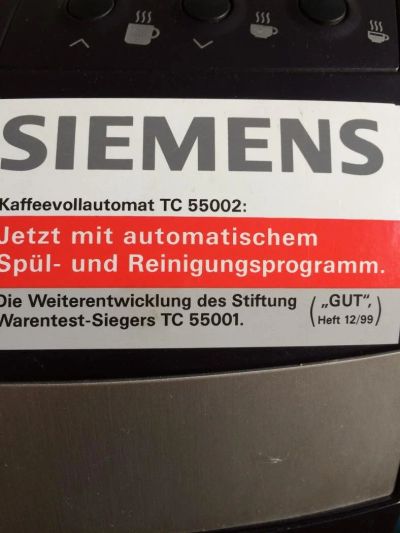 SIEMENS
Kaffeevollautomat TC 55002:
Jetzt mit automatischem
Spül- und Reinigungsprogramm.
Die Weiterentwicklung des Stiftung
Warentest-Siegers TC 55001.
(„GUT“,
Heft 12/99)